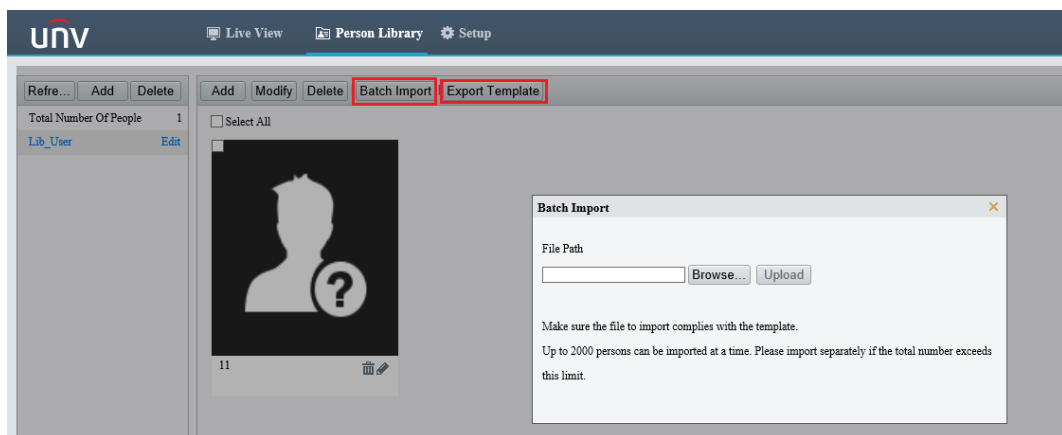 unv
Live View Person Library Setup
Refre... Add Delete
Add Modify Delete Batch Import Export Template
Total Number Of People 1
Select All
Lib_User Edit
?
11
Batch Import
File Path
Browse... Upload
Make sure the file to import complies with the template.
Up to 2000 persons can be imported at a time. Please import separately if the total number exceeds
this limit.